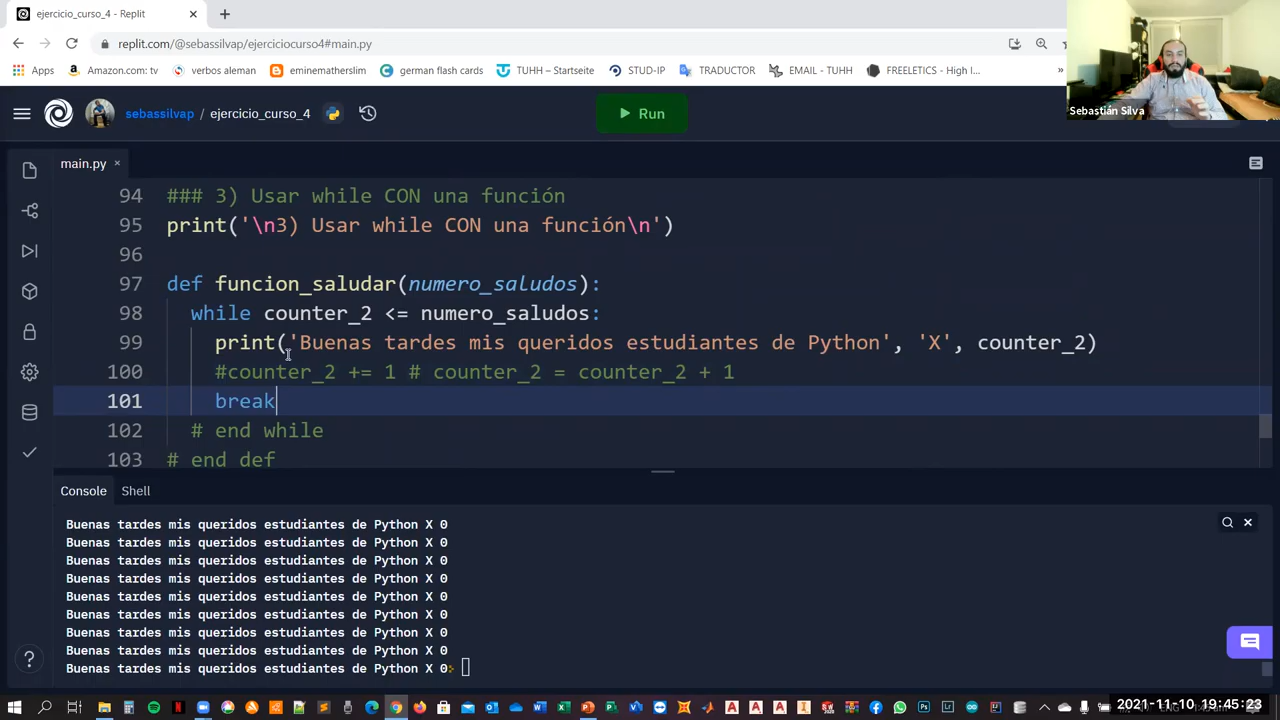 ejercicio_curso_4 - Replit
replit.com/@sebassilvap/ejerciciocurso4#main.py
Apps
Amazon.com: tv
verbos aleman
eminemathersIim
german flash cards
TUHH – Startseite
STUD-IP
TRADUCTOR
EMAIL - TUHH
FREELETICS - High I...
»
Sebastián Silva
sebassilvap / ejercicio_curso_4
Run
main.py
94 ### 3) Usar while CON una función
95 print('\n3) Usar while CON una función\n')
96
97 def funcion_saludar(numero_saludos):
98 while counter_2 <= numero_saludos:
99 print('Buenas tardes mis queridos estudiantes de Python', 'X', counter_2)
100 #counter_2 += 1 # counter_2 = counter_2 + 1
101 break
102 # end while
103 # end def
Console Shell
Buenas tardes mis queridos estudiantes de Python X 0
Buenas tardes mis queridos estudiantes de Python X 0
Buenas tardes mis queridos estudiantes de Python X 0
Buenas tardes mis queridos estudiantes de Python X 0
Buenas tardes mis queridos estudiantes de Python X 0
Buenas tardes mis queridos estudiantes de Python X 0
Buenas tardes mis queridos estudiantes de Python X 0
Buenas tardes mis queridos estudiantes de Python X 0
Buenas tardes mis queridos estudiantes de Python X 0
2021-11-10 19:45:23